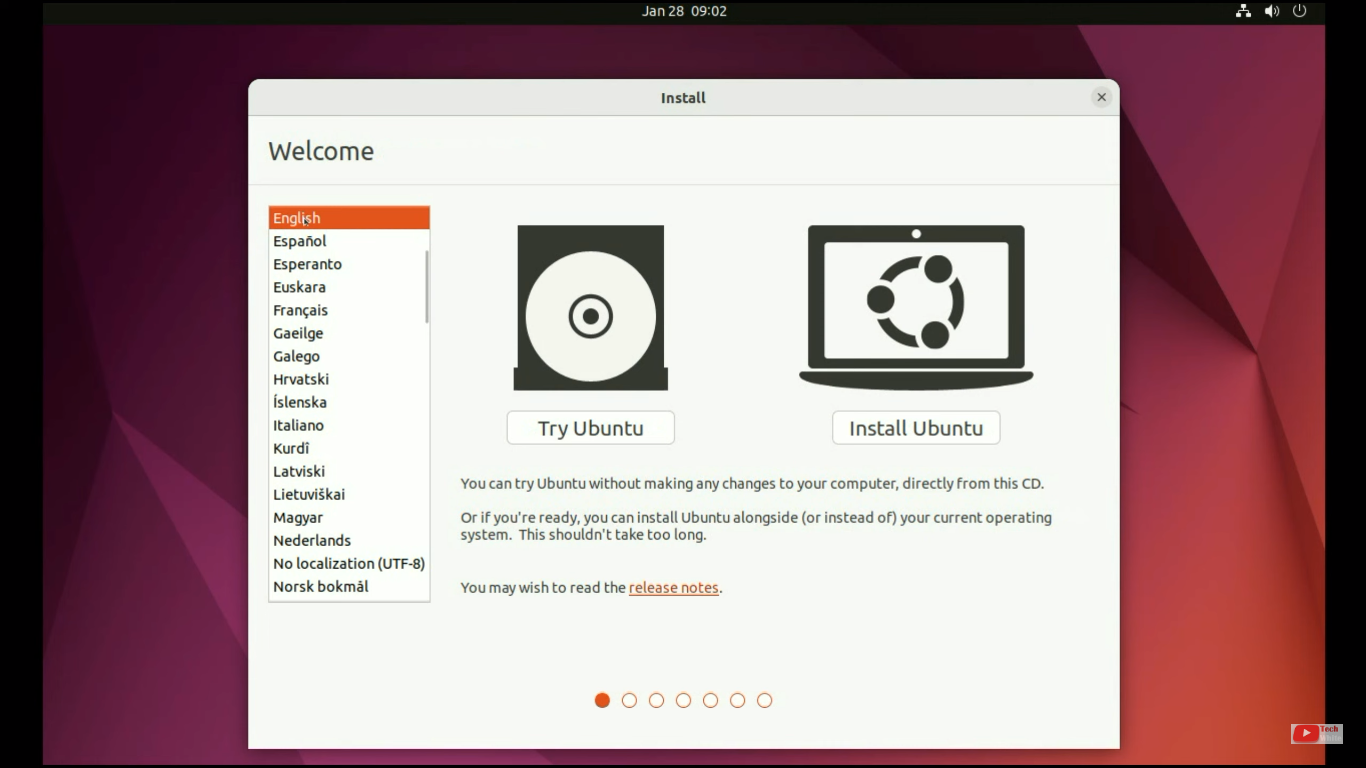 Jan 28 09:02
Install
Welcome
English
Español
Esperanto
Euskara
Français
Gaeilge
Galego
Hrvatski
Íslenska
Italiano
Kurdî
Latviski
Lietuviškai
Magyar
Nederlands
No localization (UTF-8)
Norsk bokmål
Try Ubuntu
Install Ubuntu
You can try Ubuntu without making any changes to your computer, directly from this CD.
Or if you're ready, you can install Ubuntu alongside (or instead of) your current operating
system. This shouldn't take too long.
You may wish to read the release notes.
Tech